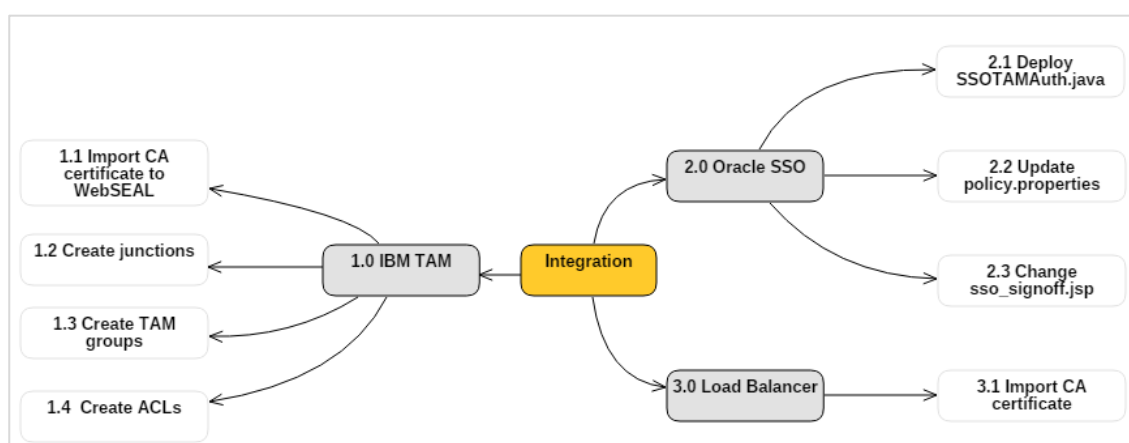 1.1 Import CA
certificate to
WebSEAL
1.2 Create junctions
1.3 Create TAM
groups
1.4  Create ACLs
1.0 IBM TAM
Integration
2.0 Oracle SSO
2.1 Deploy
SSOTAMAuth.java
2.2 Update
policy.properties
2.3 Change
sso_signoff.jsp
3.0 Load Balancer
3.1 Import CA
certificate